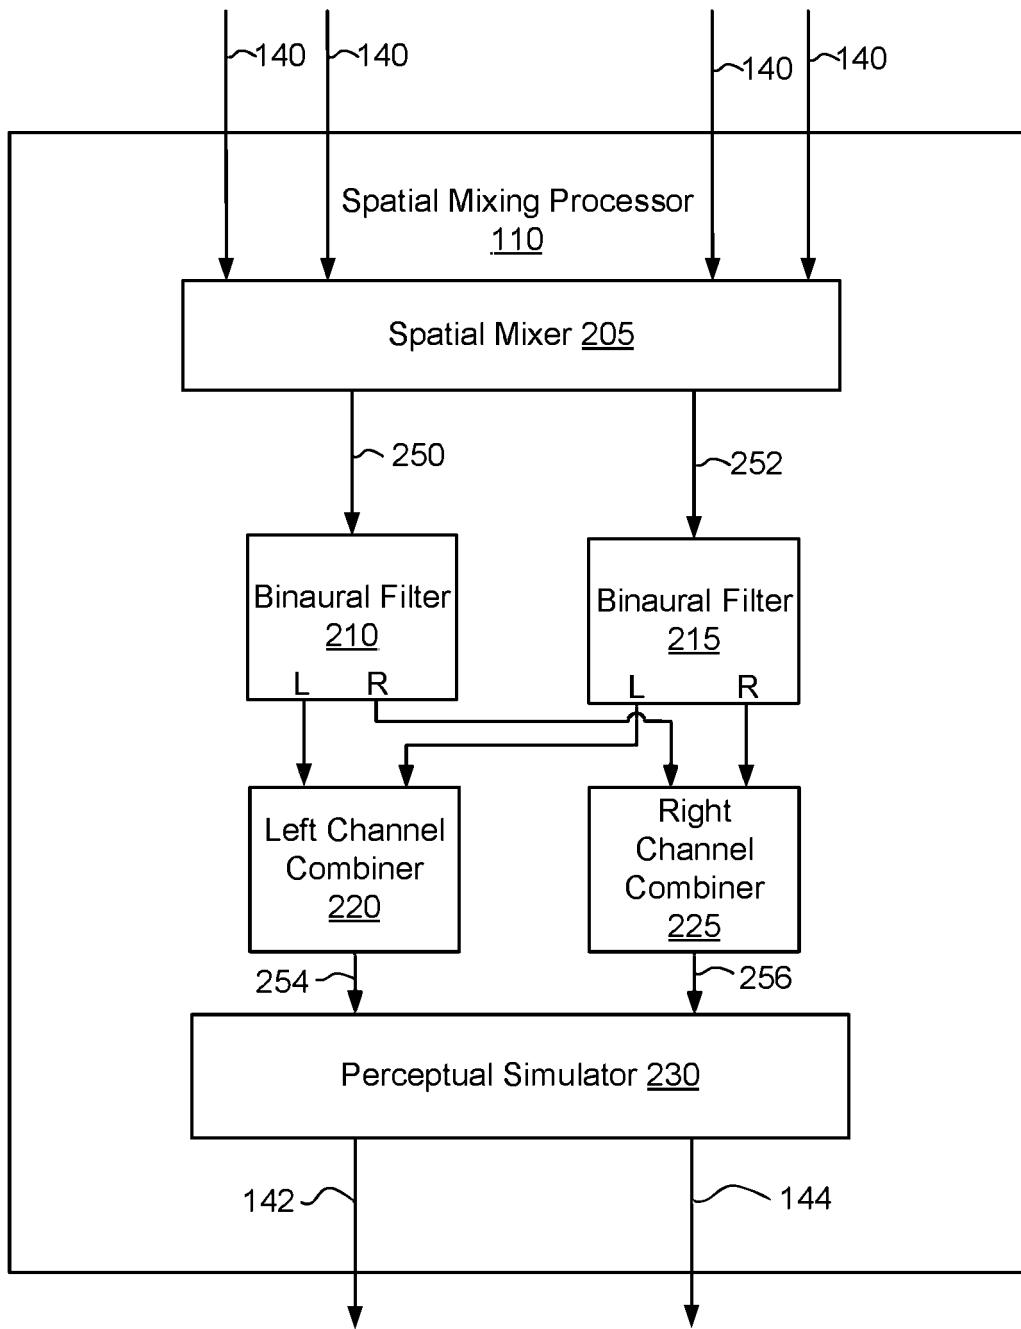 140 140 140 140
Spatial Mixing Processor
110
Spatial Mixer 205
250 252
Binaural Filter
210
L R
Binaural Filter
215
L R
Left Channel
Combiner
220
Right
Channel
Combiner
225
254 256
Perceptual Simulator 230
142 144